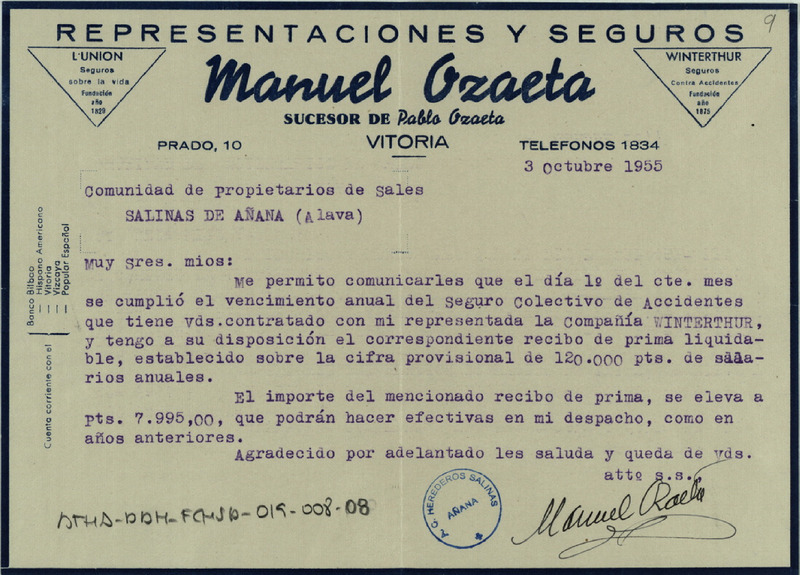 9
REPRESENTACIONES Y SEGUROS
L'UNION
Seguros
sobre la vida
Fundación
año
1829
Manuel Ozaeta
WINTERTHUR
Seguros
Contra Accidentes
Fundación
año
1875
SUCESOR DE Pablo Ozaeta
PRADO, 10
VITORIA
TELEFONOS 1834
3 Octubre 1955
Comunidad de propietarios de Sales
SALINAS DE AÑANA (Alava)
Cuenta corriente con el
Banco Bilbao
Hispano Americano
Vitoria
Vizcaya
Popular Español
Muy Sres. mios:
Me permito comunicarles que el día 1º del cte. mes
se cumplió el vencimiento anual del Seguro Colectivo de Accidentes
que tiene Vds.contratado con mi representada la Compañía WINTERTHUR,
y tengo a su disposición el correspondiente recibo de prima liquida-
ble, establecido sobre la cifra provisional de 120.000 pts. de sala-
rios anuales.
El importe del mencionado recibo de prima, se eleva a
pts. 7.995,00, que podrán hacer efectivas en mi despacho, como en
años anteriores.
Agradecido por adelantado les saluda y queda de Vds.
attº s.s.
ATHA-DDH-FCHSA-019-008-08
P. G. HEREDEROS SALINAS
AÑANA
Manuel Ozaeta